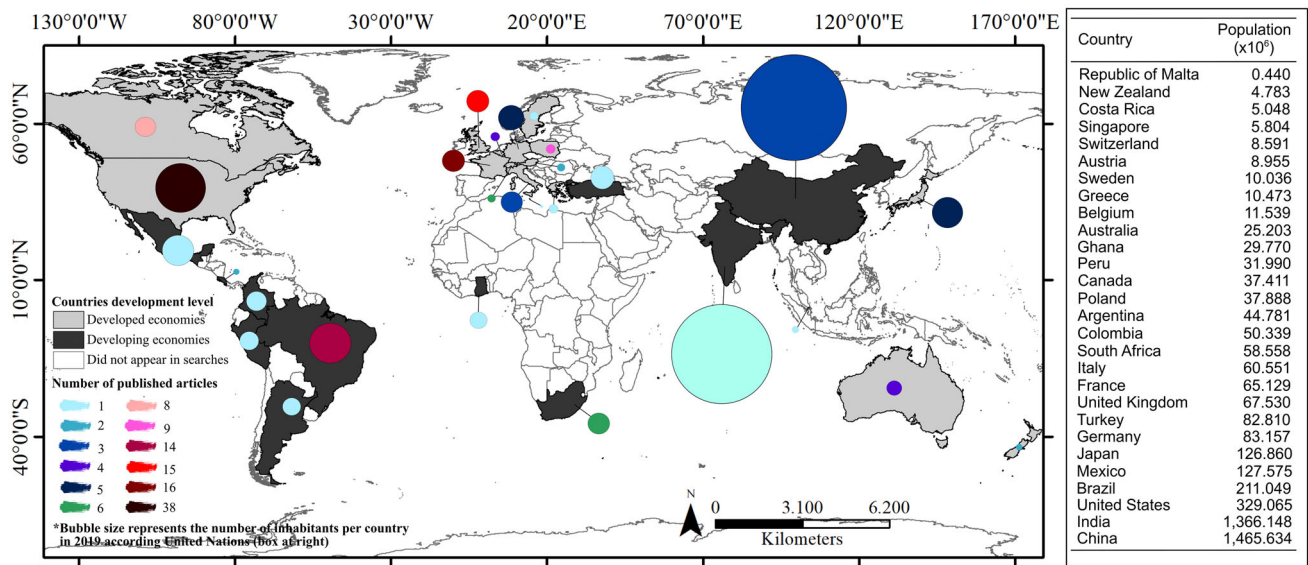 130°0'0"W 80°0'0"W 30°0'0"W 20°0'0"E 70°0'0"E 120°0'0"E 170°0'0"E
60°0'0"N
10°0'0"N
40°0'0"S
Countries development level
Developed economies
Developing economies
Did not appear in searches
Number of published articles
1 8
2 9
3 14
4 15
5 16
6 38
*Bubble size represents the number of inhabitants per country
in 2019 according United Nations (box at right)
N
0 3.100 6.200
Kilometers
Country Population
(x10⁶)
Republic of Malta 0.440
New Zealand 4.783
Costa Rica 5.048
Singapore 5.804
Switzerland 8.591
Austria 8.955
Sweden 10.036
Greece 10.473
Belgium 11.539
Australia 25.203
Ghana 29.770
Peru 31.990
Canada 37.411
Poland 37.888
Argentina 44.781
Colombia 50.339
South Africa 58.558
Italy 60.551
France 65.129
United Kingdom 67.530
Turkey 82.810
Germany 83.157
Japan 126.860
Mexico 127.575
Brazil 211.049
United States 329.065
India 1,366.148
China 1,465.634